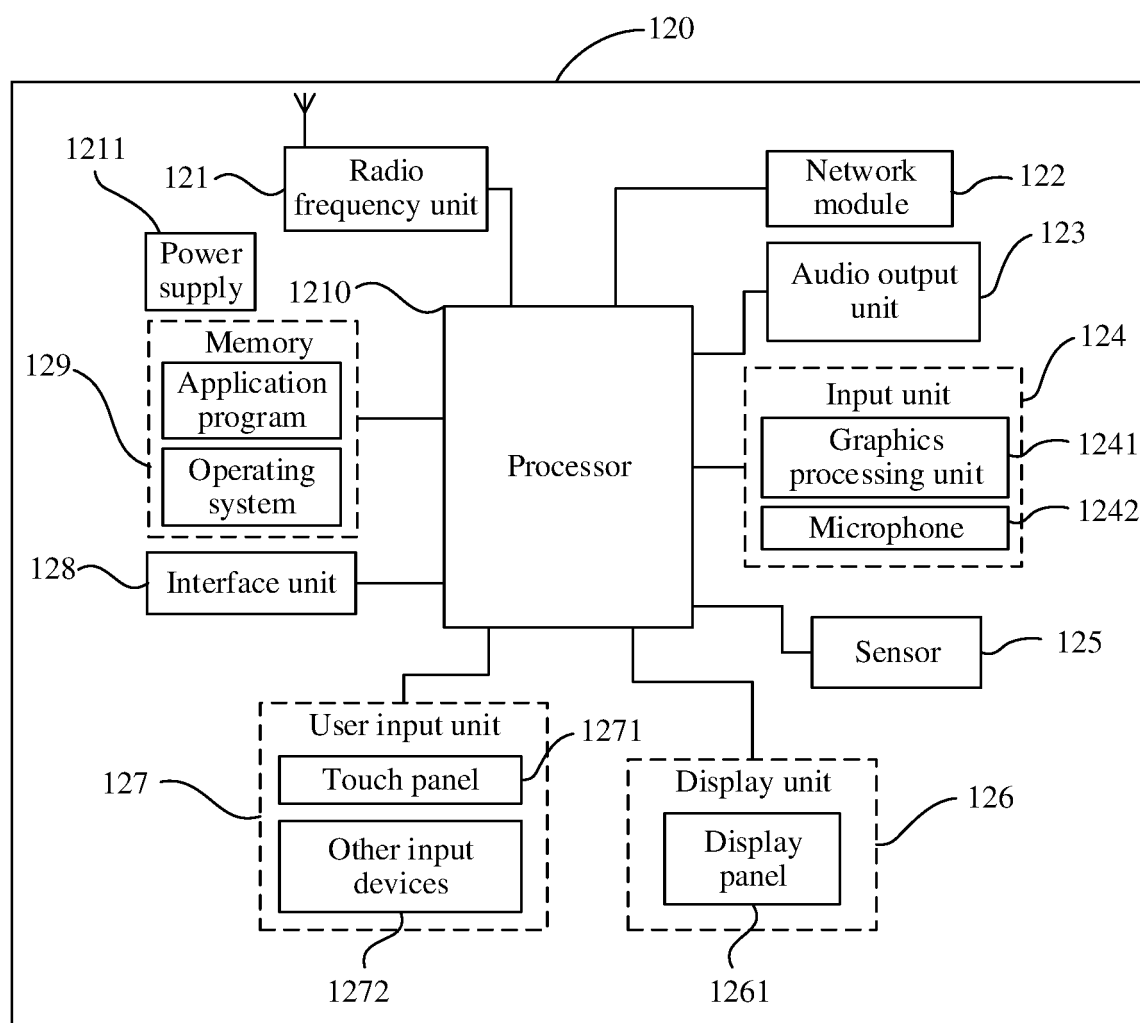 120
1211
121
Radio
frequency unit
Network
module
122
Power
supply
123
Audio output
unit
1210
Memory
129
Application
program
Operating
system
Processor
124
Input unit
Graphics
processing unit
1241
Microphone
1242
128
Interface unit
Sensor
125
User input unit
1271
Touch panel
127
Other input
devices
1272
Display unit
126
Display
panel
1261